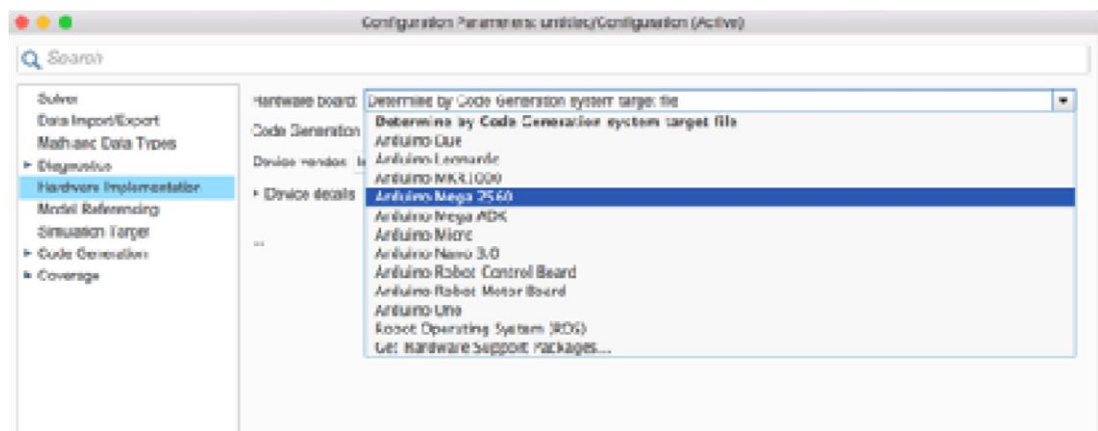 Configuration Parameters: untitled/Configuration (Active)
Search
Solver
Data Import/Export
Math and Data Types
Diagnostics
Hardware Implementation
Model Referencing
Simulation Target
Code Generation
Coverage
Hardware board: Determine by Code Generation system target file
Code Generation
Device vendor:
Device details
Determine by Code Generation system target file
Arduino Due
Arduino Leonardo
Arduino MKR1000
Arduino Mega 2560
Arduino Mega ADK
Arduino Micro
Arduino Nano 3.0
Arduino Robot Control Board
Arduino Robot Motor Board
Arduino Uno
Robot Operating System (ROS)
Get Hardware Support Packages...
...